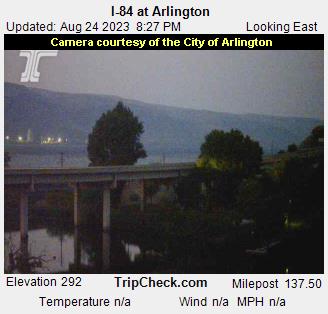 I-84 at Arlington
Updated: Aug 24 2023 8:27 PM Looking East
Camera courtesy of the City of Arlington
Elevation 292 TripCheck.com Milepost 137.50
Temperature n/a Wind n/a MPH n/a